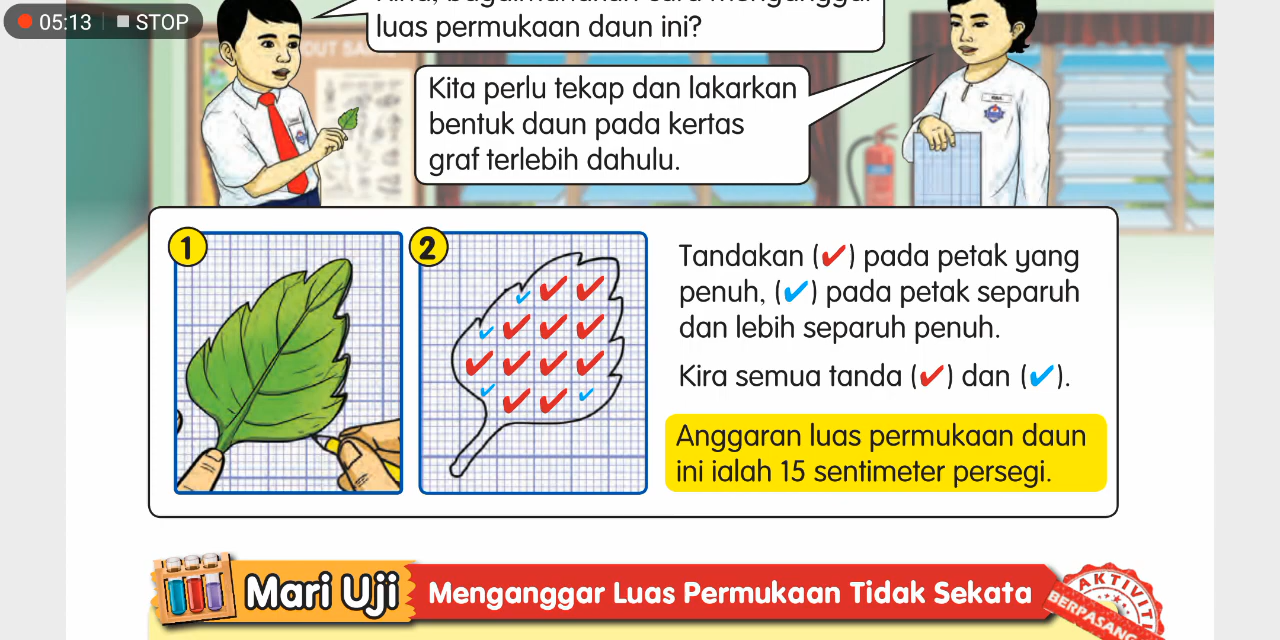 05:13 STOP
luas permukaan daun ini?
Kita perlu tekap dan lakarkan
bentuk daun pada kertas
graf terlebih dahulu.
1
2
Tandakan (✔) pada petak yang
penuh, (✔) pada petak separuh
dan lebih separuh penuh.
Kira semua tanda (✔) dan (✔).
Anggaran luas permukaan daun
ini ialah 15 sentimeter persegi.
Mari Uji
Menganggar Luas Permukaan Tidak Sekata
AKTIVITI
BERPASANG